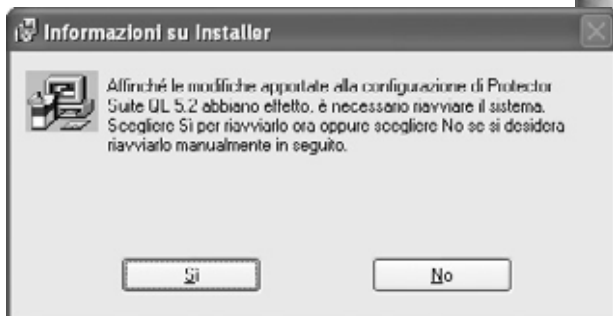 Informazioni su Installer
Affinché le modifiche apportate alla configurazione di Protector
Suite QL 5.2 abbiano effetto, è necessario riavviare il sistema.
Scegliere Sì per riavviarlo ora oppure scegliere No se si desidera
riavviarlo manualmente in seguito.
Sì
No